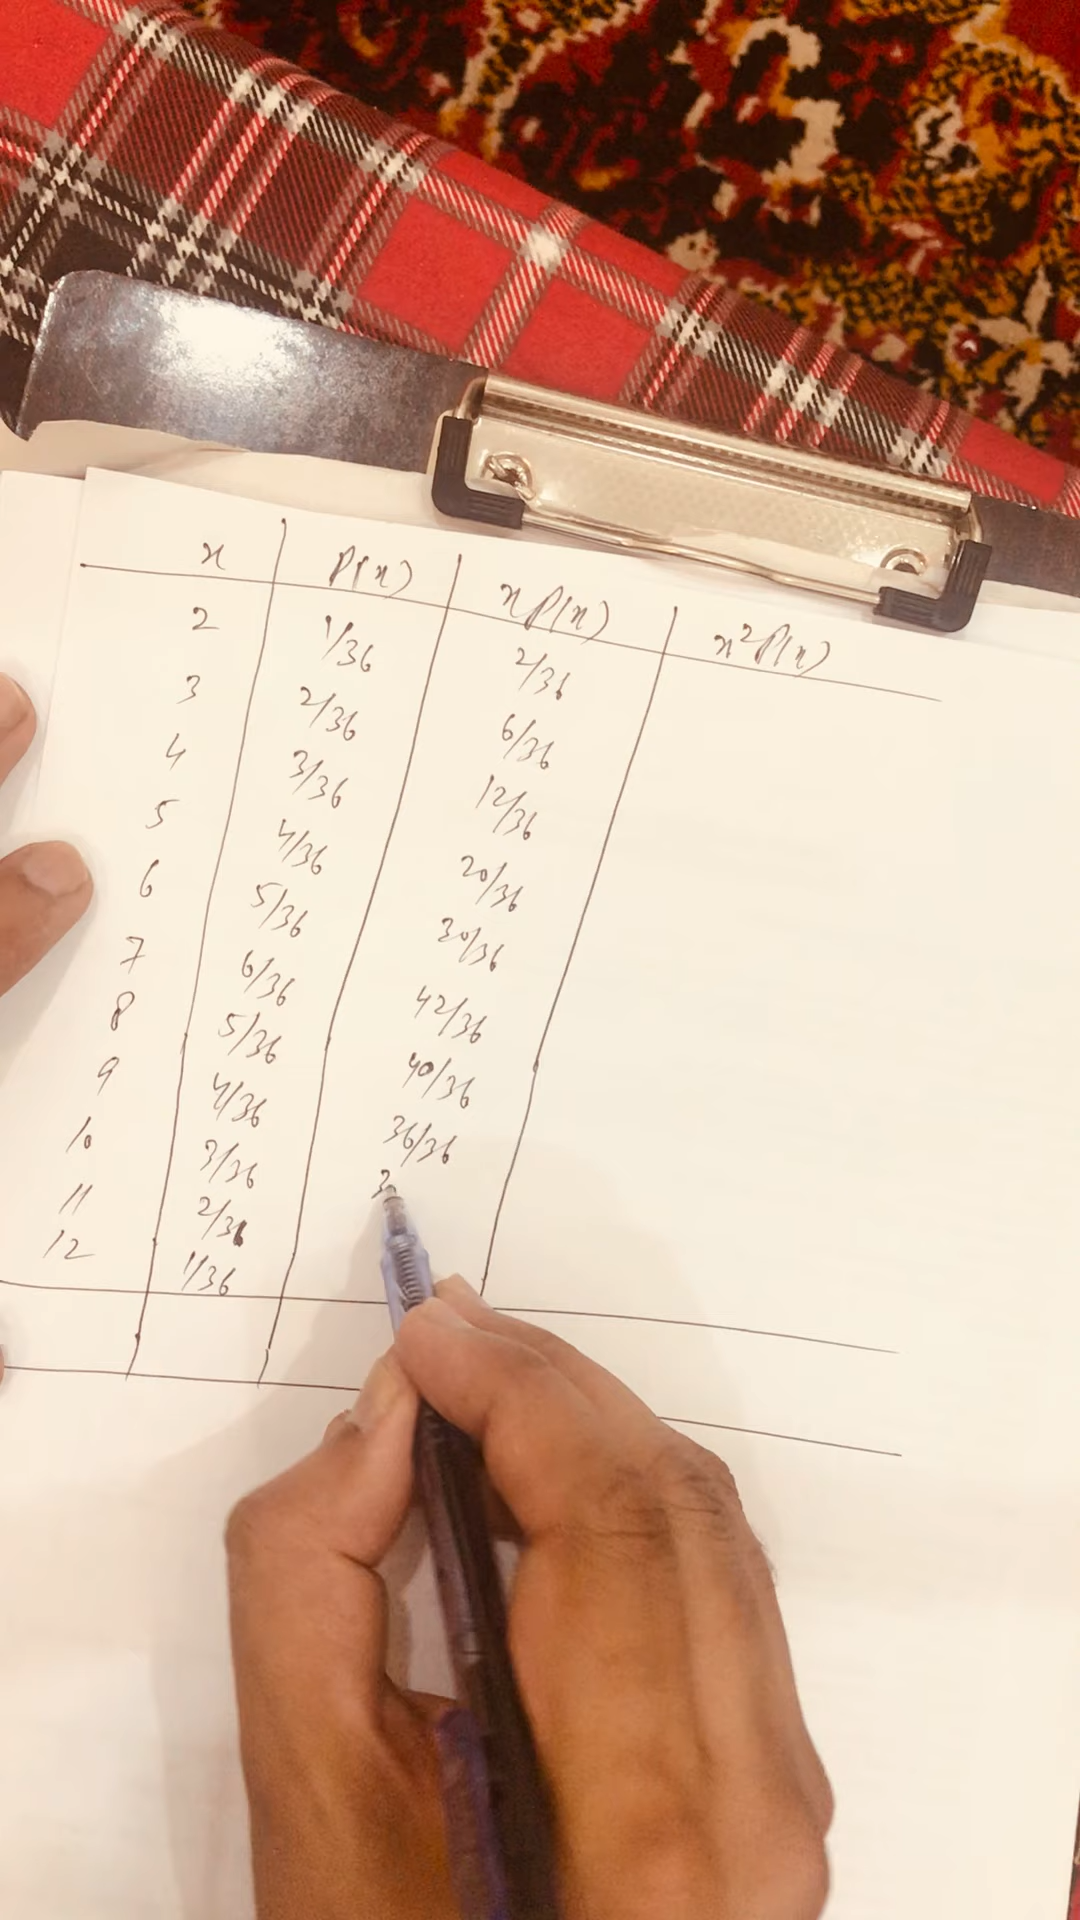 x P(x) xP(x) x²P(x)
2 1/36 2/36
3 2/36 6/36
4 3/36 12/36
5 4/36 20/36
6 5/36 30/36
7 6/36 42/36
8 5/36 40/36
9 4/36 36/36
10 3/36 3
11 2/36
12 1/36